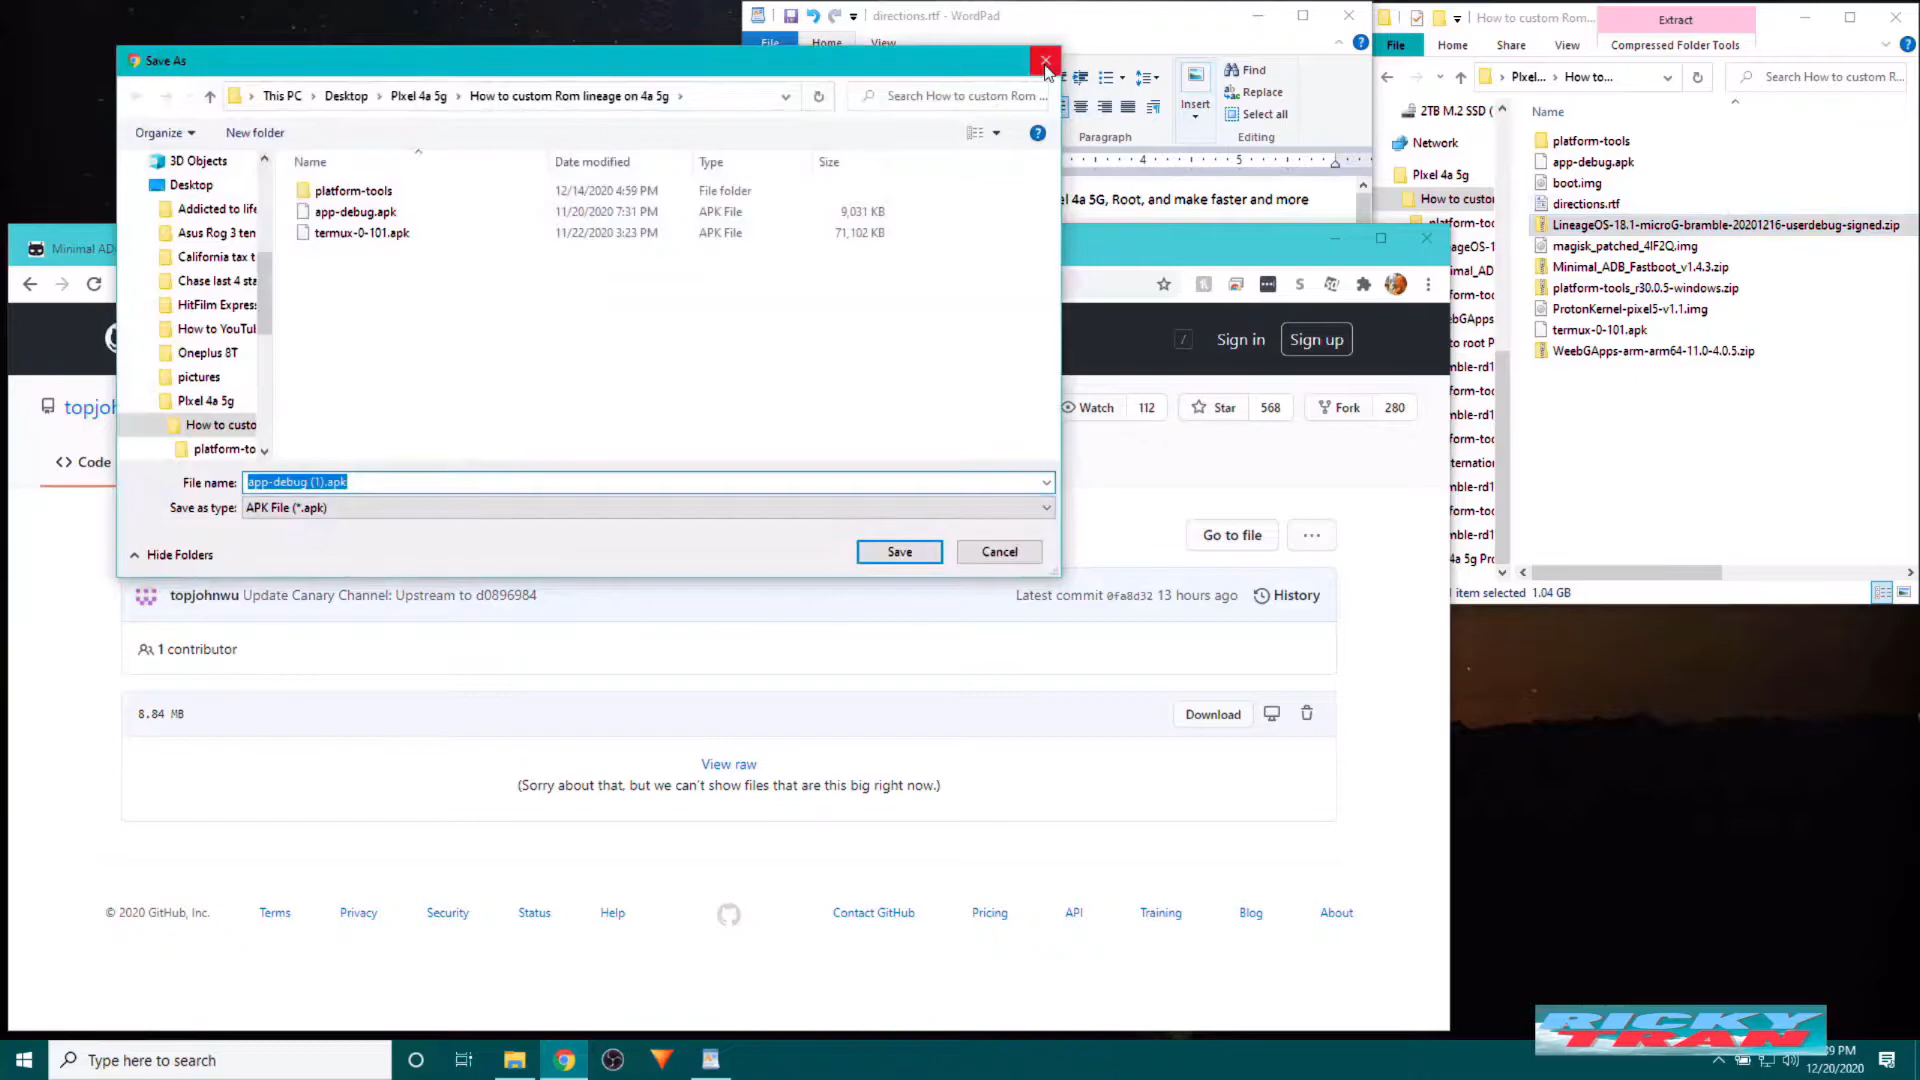 directions.rtf - WordPad
File Home View
Find
Replace
Select all
Insert
Paragraph
Editing
4 5
el 4a 5G, Root, and make faster and more
How to custom Rom...
Extract
File Home Share View Compressed Folder Tools
PIxel... How to...
Search How to custom R...
2TB M.2 SSD (
Network
PIxel 4a 5g
How to custo
Name
platform-tools
app-debug.apk
boot.img
directions.rtf
LineageOS-18.1-microG-bramble-20201216-userdebug-signed.zip
magisk_patched_4IF2Q.img
Minimal_ADB_Fastboot_v1.4.3.zip
platform-tools_r30.0.5-windows.zip
ProtonKernel-pixel5-v1.1.img
termux-0-101.apk
WeebGApps-arm-arm64-11.0-4.0.5.zip
item selected 1.04 GB
Save As
This PC Desktop PIxel 4a 5g How to custom Rom lineage on 4a 5g
Search How to custom Rom ...
Organize New folder
3D Objects
Desktop
Addicted to life
Asus Rog 3 ten
California tax t
Chase last 4 sta
HitFilm Expres
How to YouTu
Oneplus 8T
pictures
PIxel 4a 5g
How to custo
platform-to
Name Date modified Type Size
platform-tools 12/14/2020 4:59 PM File folder
app-debug.apk 11/20/2020 7:31 PM APK File 9,031 KB
termux-0-101.apk 11/22/2020 3:23 PM APK File 71,102 KB
File name: app-debug (1).apk
Save as type: APK File (*.apk)
Hide Folders
Save Cancel
Minimal AD
/ Sign in Sign up
topjoh
Watch 112 Star 568 Fork 280
<> Code
Go to file ...
topjohnwu Update Canary Channel: Upstream to d0896984
Latest commit 0fa8d32 13 hours ago History
1 contributor
8.84 MB
Download
View raw
(Sorry about that, but we can't show files that are this big right now.)
© 2020 GitHub, Inc. Terms Privacy Security Status Help Contact GitHub Pricing API Training Blog About
RICKY
TRAN
Type here to search
39 PM
12/20/2020